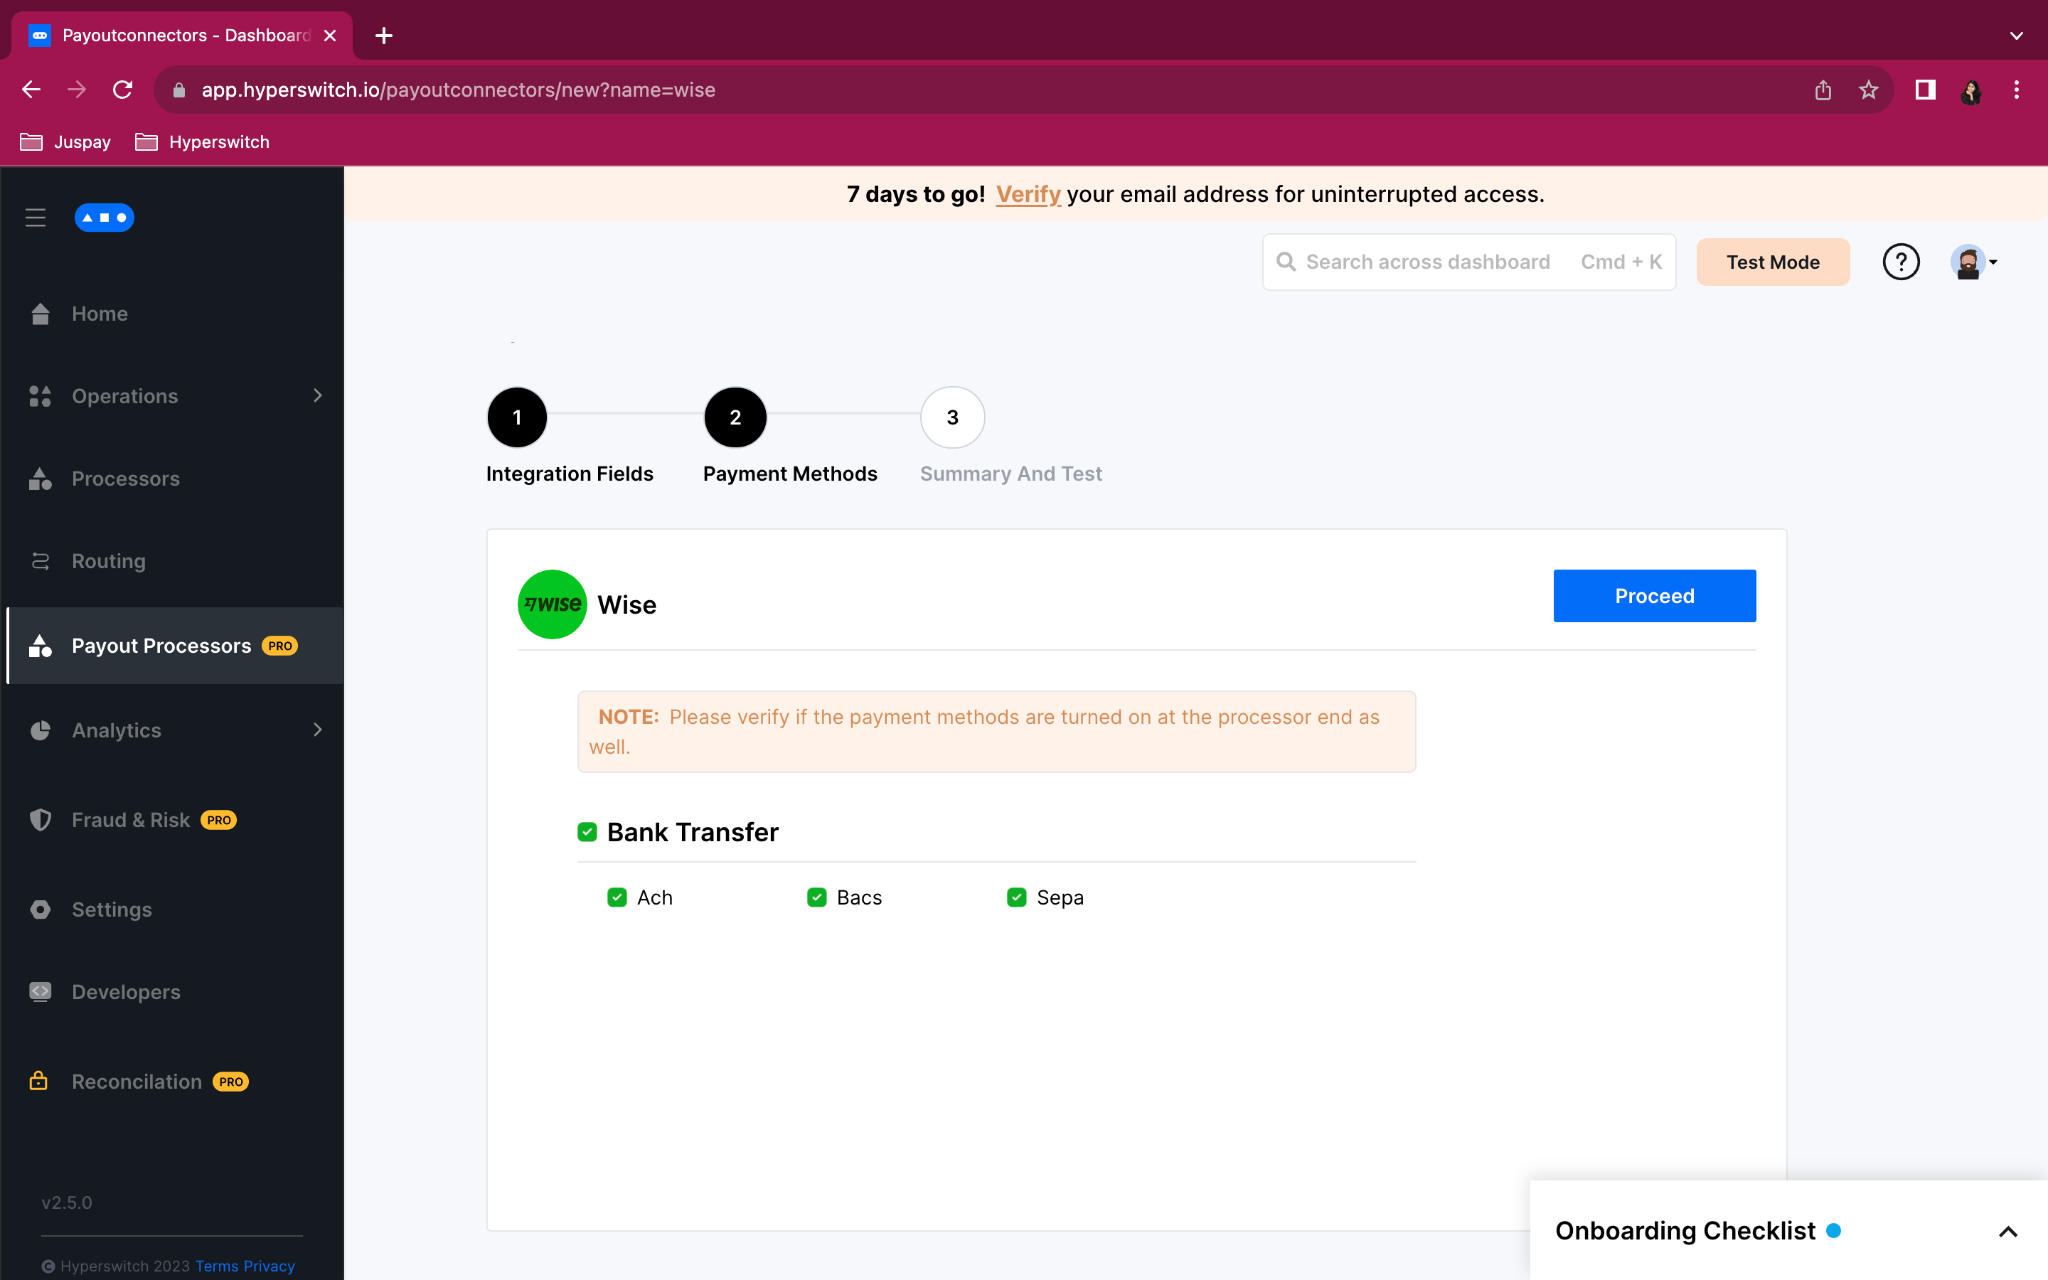 Payoutconnectors - Dashboard
app.hyperswitch.io/payoutconnectors/new?name=wise
Juspay
Hyperswitch
7 days to go! Verify your email address for uninterrupted access.
Search across dashboard Cmd + K
Test Mode
?
Home
Operations
Processors
Routing
Payout Processors PRO
Analytics
Fraud & Risk PRO
Settings
Developers
Reconcilation PRO
v2.5.0
© Hyperswitch 2023 Terms Privacy
1
2
3
Integration Fields
Payment Methods
Summary And Test
WISE
Wise
Proceed
NOTE: Please verify if the payment methods are turned on at the processor end as
well.
Bank Transfer
Ach
Bacs
Sepa
Onboarding Checklist